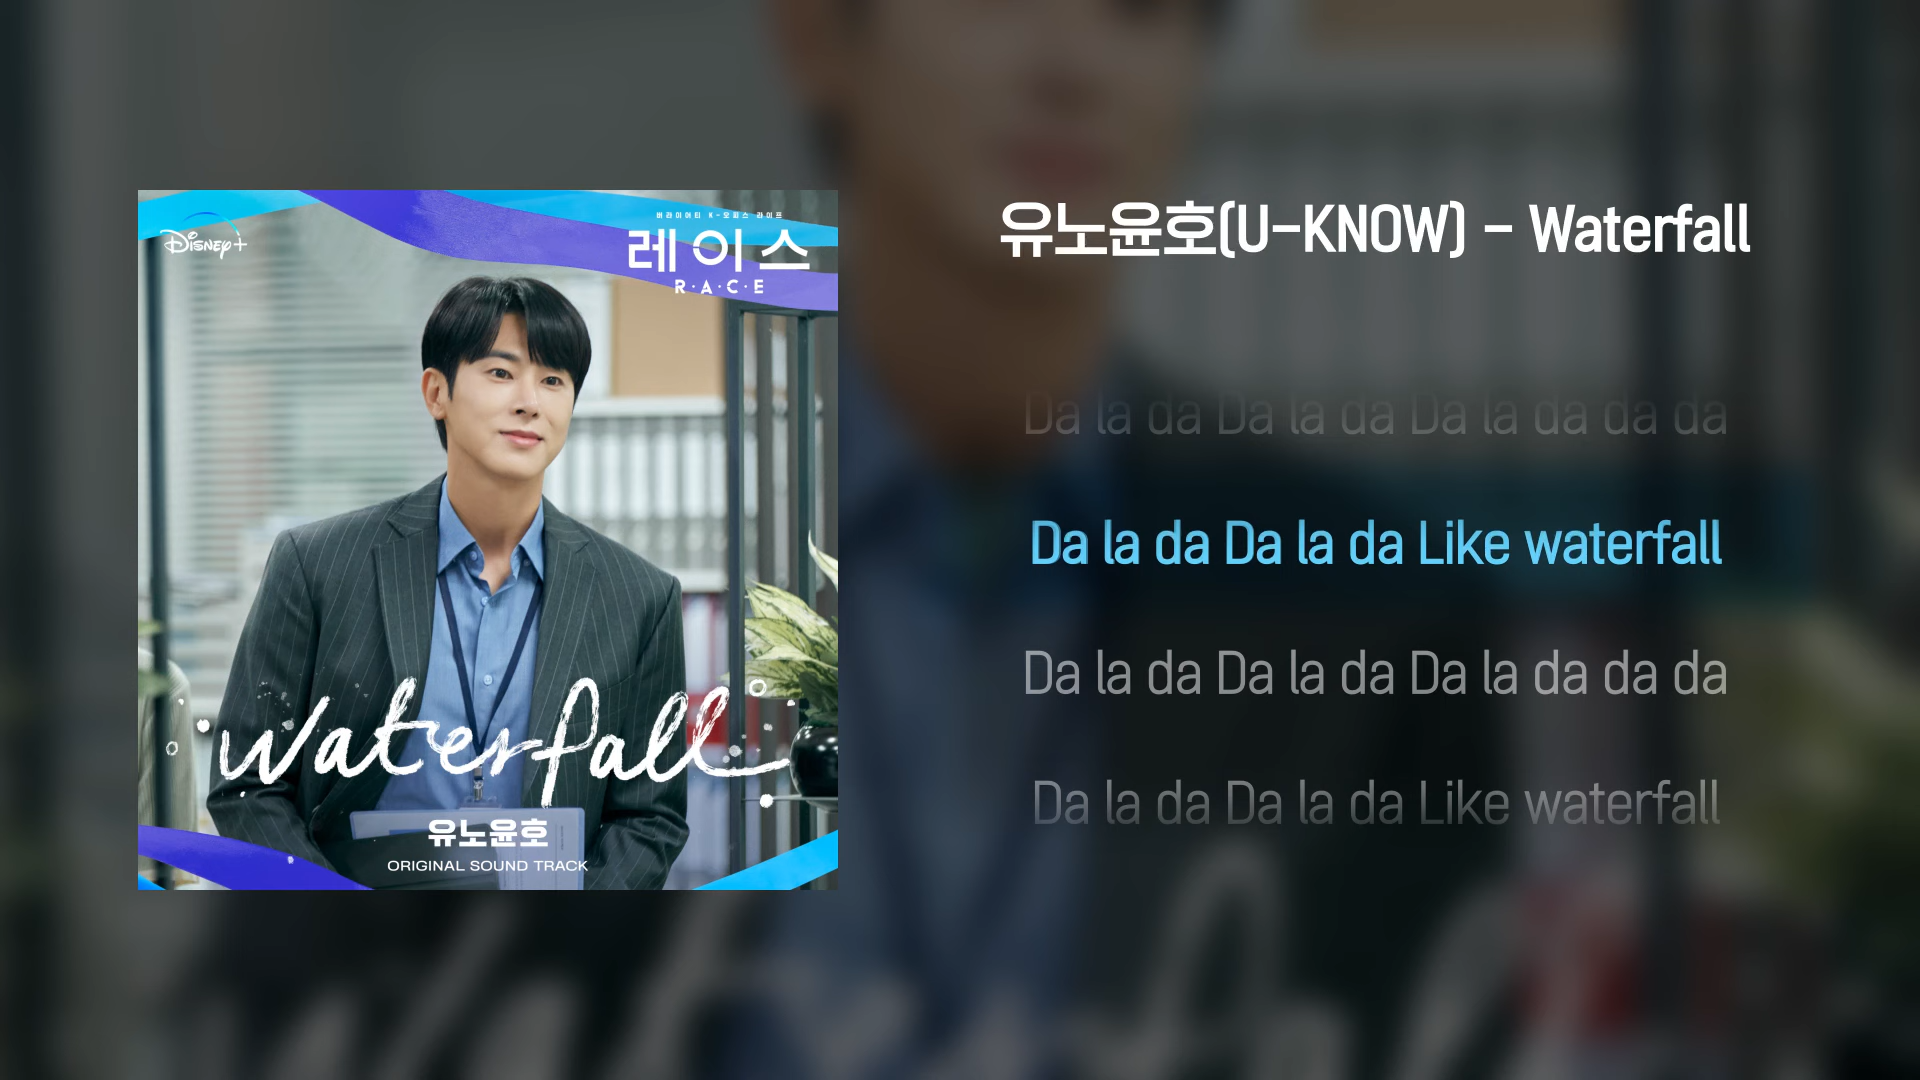 Disney+
버라이어티 K-오피스 라이프
레이스
R·A·C·E
waterfall
유노윤호
ORIGINAL SOUND TRACK
유노윤호(U-KNOW) - Waterfall
Da la da Da la da Da la da da da
Da la da Da la da Like waterfall
Da la da Da la da Da la da da da
Da la da Da la da Like waterfall